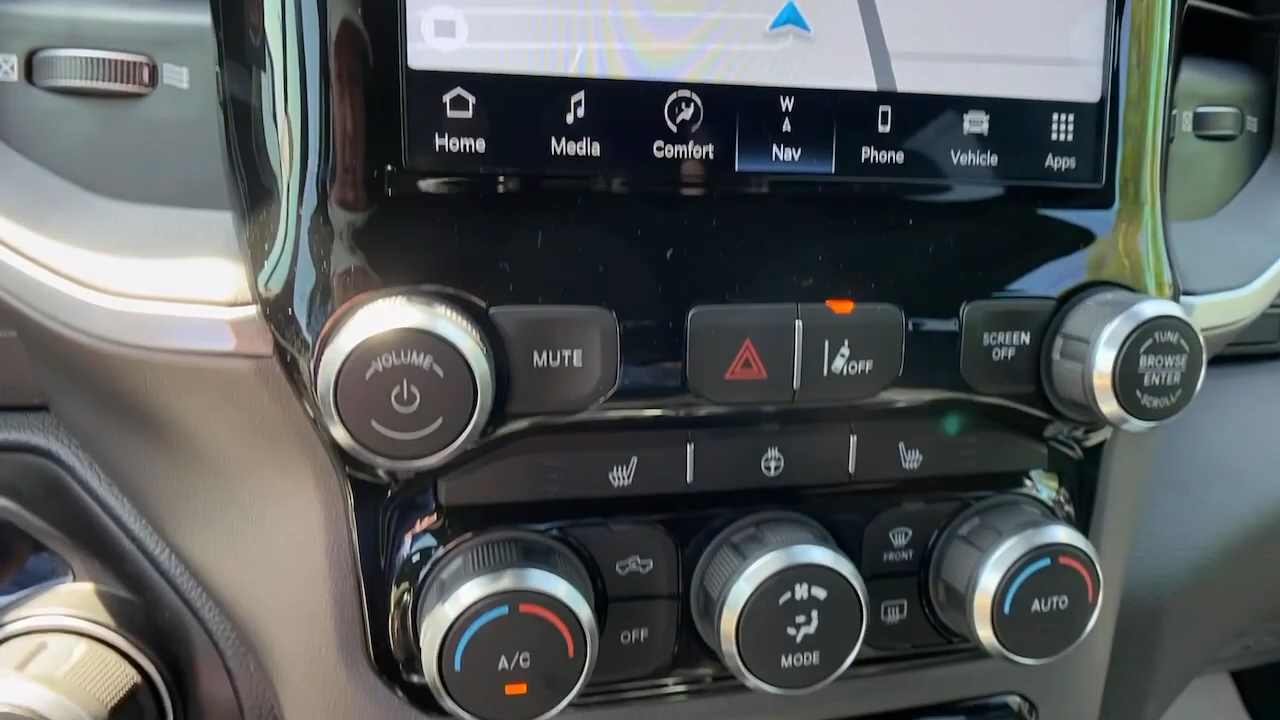 Home
Media
Comfort
W
Nav
Phone
Vehicle
Apps
VOLUME
MUTE
OFF
SCREEN
OFF
TUNE
BROWSE
ENTER
SCROLL
FRONT
OFF
A/C
MODE
AUTO